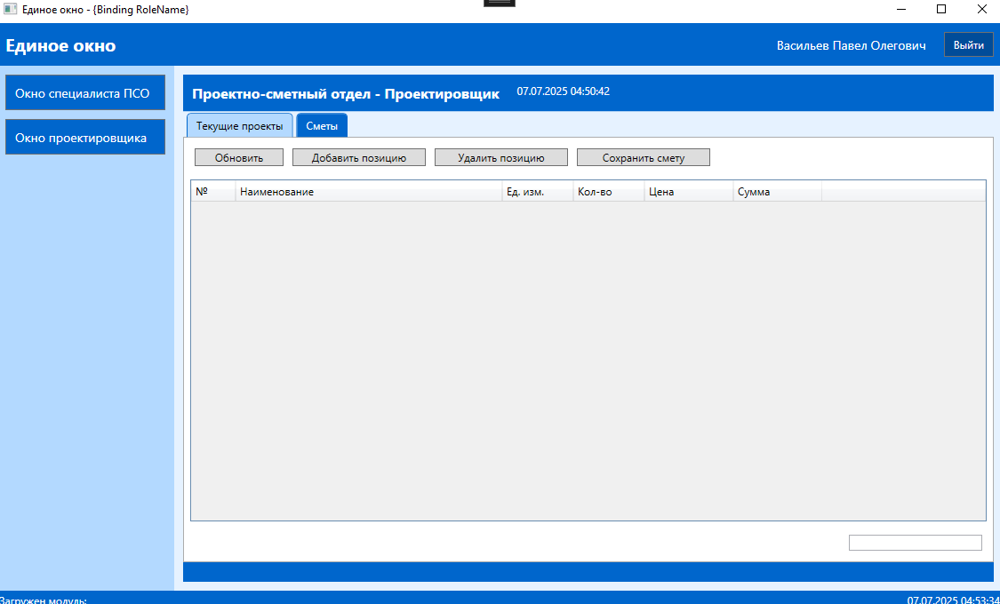 Единое окно - {Binding RoleName}
Единое окно
Васильев Павел Олегович
Выйти
Окно специалиста ПСО
Окно проектировщика
Проектно-сметный отдел - Проектировщик
07.07.2025 04:50:42
Текущие проекты
Сметы
Обновить
Добавить позицию
Удалить позицию
Сохранить смету
№
Наименование
Ед. изм.
Кол-во
Цена
Сумма
Загружен модуль:
07.07.2025 04:53:34